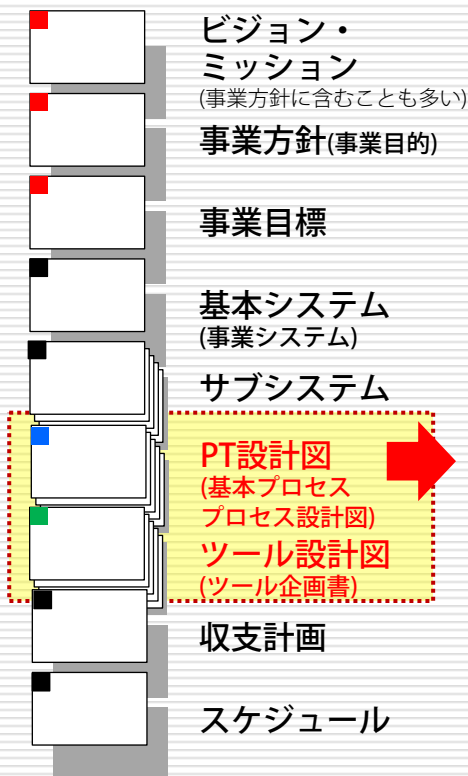 ビジョン・
ミッション
(事業方針に含むことも多い)
事業方針(事業目的)
事業目標
基本システム
(事業システム)
サブシステム
PT設計図
(基本プロセス
プロセス設計図)
ツール設計図
(ツール企画書)
収支計画
スケジュール